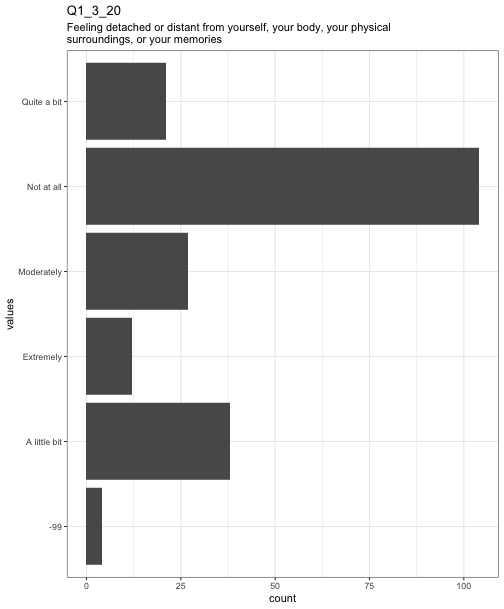 Q1_3_20
Feeling detached or distant from yourself, your body, your physical
surroundings, or your memories
Quite a bit
Not at all
Moderately
Extremely
A little bit
-99
values
0 25 50 75 100
count